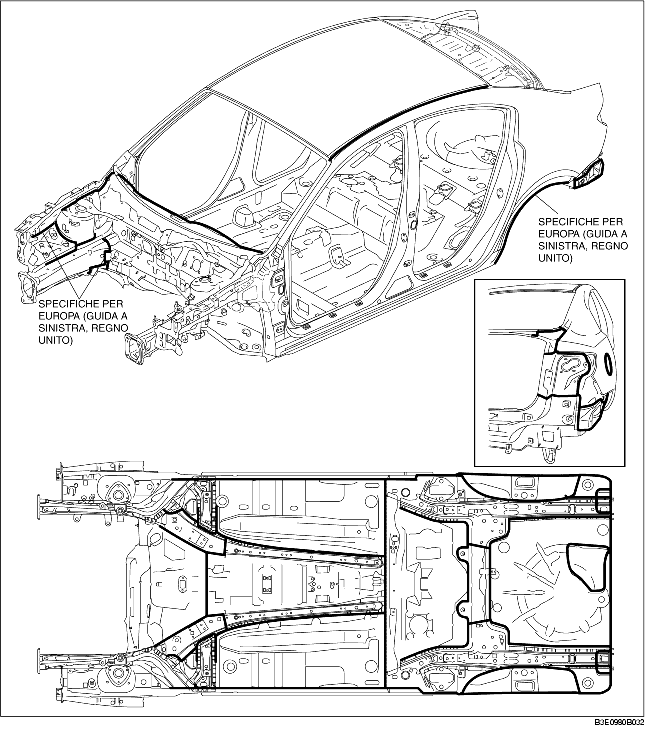 SPECIFICHE PER
EUROPA (GUIDA A
SINISTRA, REGNO
UNITO)
SPECIFICHE PER
EUROPA (GUIDA A
SINISTRA, REGNO
UNITO)
B3E0980B032